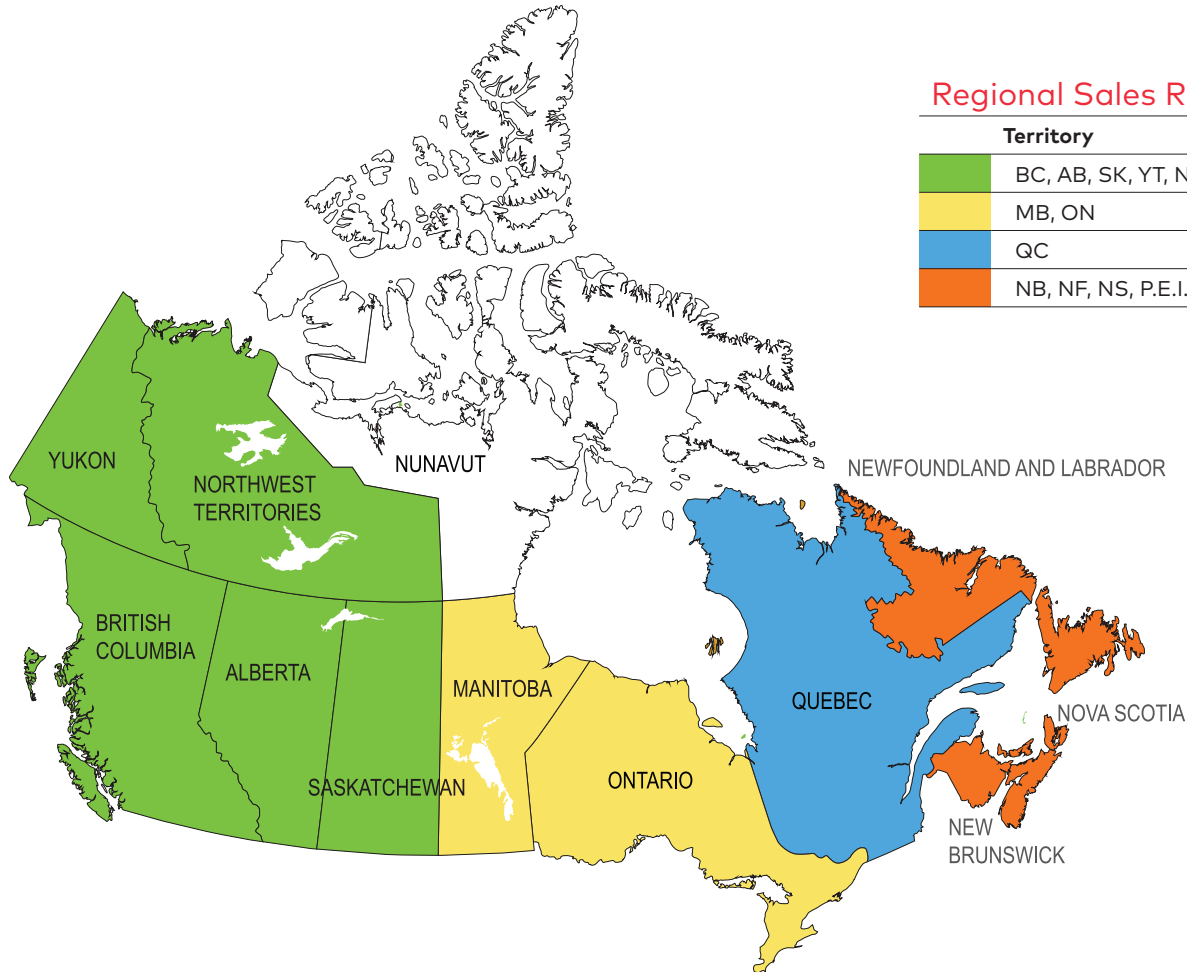 Regional Sales R
Territory
BC, AB, SK, YT, N
MB, ON
QC
NB, NF, NS, P.E.I.
YUKON
NORTHWEST
TERRITORIES
NUNAVUT
NEWFOUNDLAND AND LABRADOR
BRITISH
COLUMBIA
ALBERTA
SASKATCHEWAN
MANITOBA
ONTARIO
QUEBEC
NOVA SCOTIA
NEW
BRUNSWICK